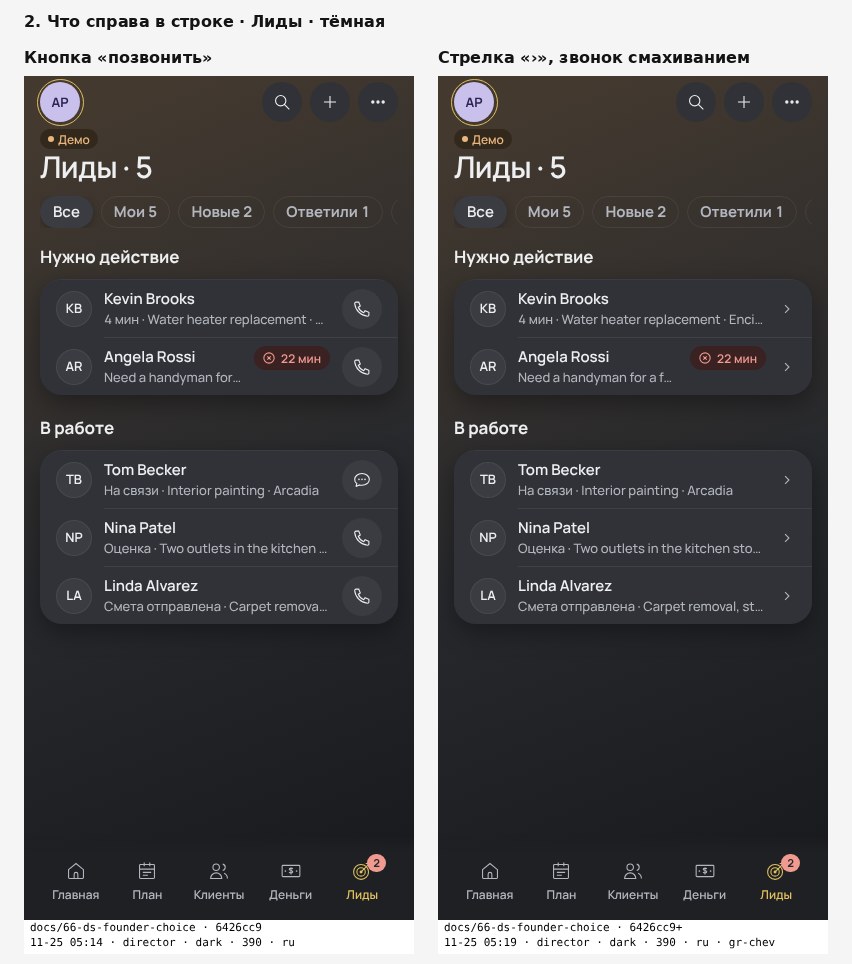 2. Что справа в строке · Лиды · тёмная
Кнопка «позвонить»
AP
Демо
Лиды · 5
Все
Мои 5
Новые 2
Ответили 1
Нужно действие
KB
Kevin Brooks
4 мин · Water heater replacement · ...
AR
Angela Rossi
22 мин
Need a handyman for...
В работе
TB
Tom Becker
На связи · Interior painting · Arcadia
NP
Nina Patel
Оценка · Two outlets in the kitchen ...
LA
Linda Alvarez
Смета отправлена · Carpet remova...
Главная
План
Клиенты
Деньги
2
Лиды
docs/66-ds-founder-choice · 6426cc9
11-25 05:14 · director · dark · 390 · ru
Стрелка «›», звонок смахиванием
AP
Демо
Лиды · 5
Все
Мои 5
Новые 2
Ответили 1
Нужно действие
KB
Kevin Brooks
4 мин · Water heater replacement · Enci...
AR
Angela Rossi
22 мин
Need a handyman for a f...
В работе
TB
Tom Becker
На связи · Interior painting · Arcadia
NP
Nina Patel
Оценка · Two outlets in the kitchen sto...
LA
Linda Alvarez
Смета отправлена · Carpet removal, st...
Главная
План
Клиенты
Деньги
2
Лиды
docs/66-ds-founder-choice · 6426cc9+
11-25 05:19 · director · dark · 390 · ru · gr-chev